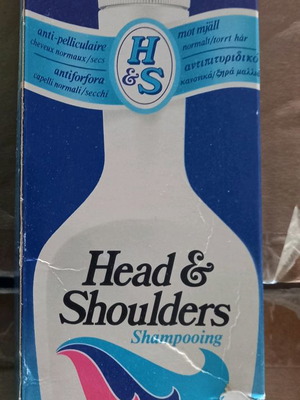 anti-pelliculaire
cheveux normaux/secs
antiforfora
capelli normali/secchi
H
&
S
mot mjäll
normalt/torrt hår
αντιπιτυριδικό
κανονικά/ξηρά μαλλιά
Head &
Shoulders
Shampooing